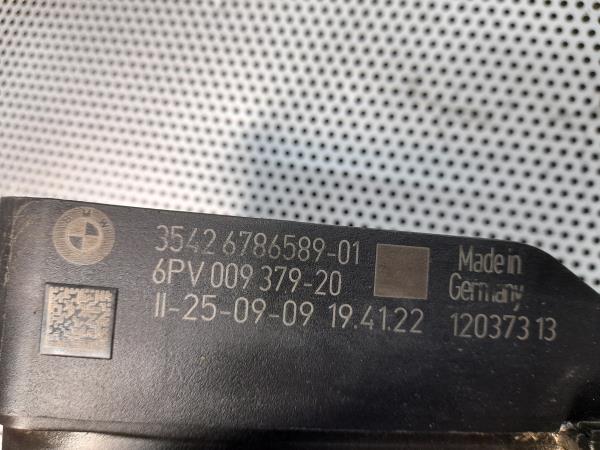 BMW
3542 6786589-01
6PV 009 379-20
II-25-09-09 19.41.22
Made in
Germany
120373 13